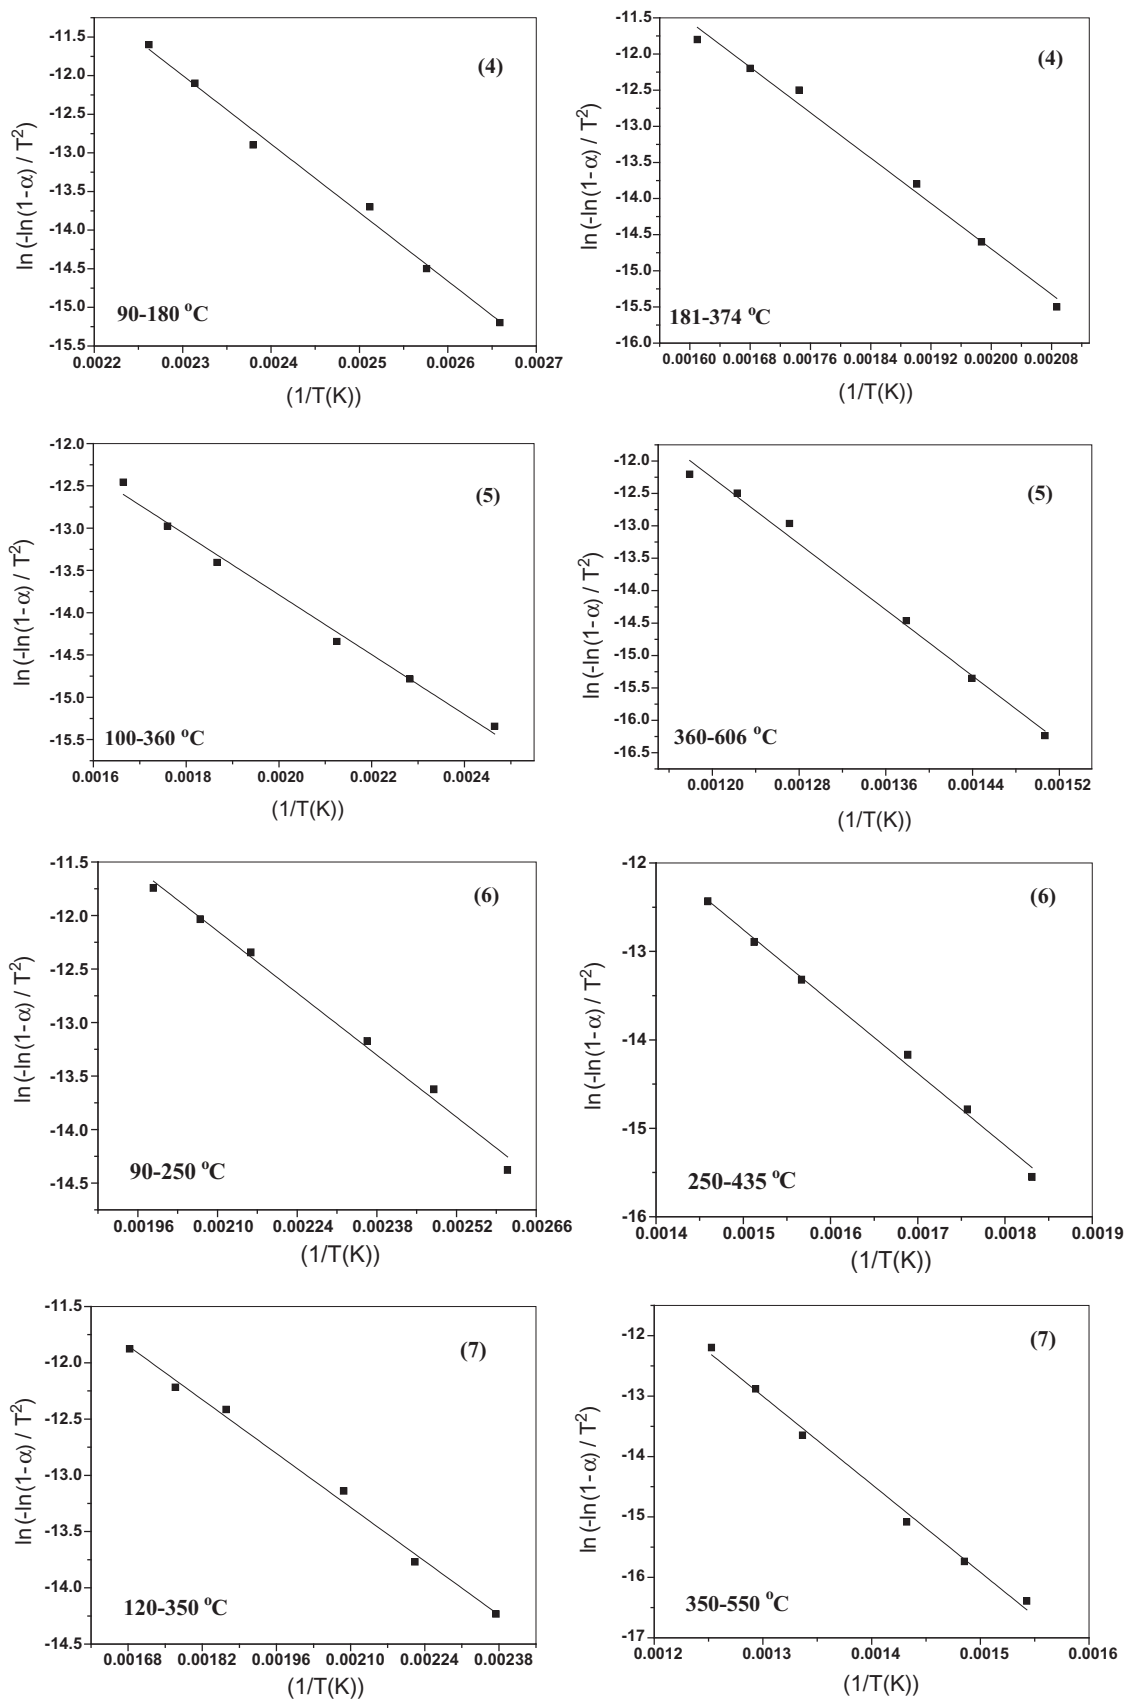 -11.5
-12.0
-12.5
-13.0
-13.5
-14.0
-14.5
-15.0
-15.5
ln (-ln(1-α) / T²)
(4)
90-180 °C
0.0022 0.0023 0.0024 0.0025 0.0026 0.0027
(1/T(K))
-11.5
-12.0
-12.5
-13.0
-13.5
-14.0
-14.5
-15.0
-15.5
-16.0
ln (-ln(1-α) / T²)
(4)
181-374 °C
0.00160 0.00168 0.00176 0.00184 0.00192 0.00200 0.00208
(1/T(K))
-12.0
-12.5
-13.0
-13.5
-14.0
-14.5
-15.0
-15.5
ln (-ln(1-α) / T²)
(5)
100-360 °C
0.0016 0.0018 0.0020 0.0022 0.0024
(1/T(K))
-12.0
-12.5
-13.0
-13.5
-14.0
-14.5
-15.0
-15.5
-16.0
-16.5
ln (-ln(1-α) / T²)
(5)
360-606 °C
0.00120 0.00128 0.00136 0.00144 0.00152
(1/T(K))
-11.5
-12.0
-12.5
-13.0
-13.5
-14.0
-14.5
ln (-ln(1-α) / T²)
(6)
90-250 °C
0.00196 0.00210 0.00224 0.00238 0.00252 0.00266
(1/T(K))
-12
-13
-14
-15
-16
ln (-ln(1-α) / T²)
(6)
250-435 °C
0.0014 0.0015 0.0016 0.0017 0.0018 0.0019
(1/T(K))
-11.5
-12.0
-12.5
-13.0
-13.5
-14.0
-14.5
ln (-ln(1-α) / T²)
(7)
120-350 °C
0.00168 0.00182 0.00196 0.00210 0.00224 0.00238
(1/T(K))
-12
-13
-14
-15
-16
-17
ln (-ln(1-α) / T²)
(7)
350-550 °C
0.0012 0.0013 0.0014 0.0015 0.0016
(1/T(K))